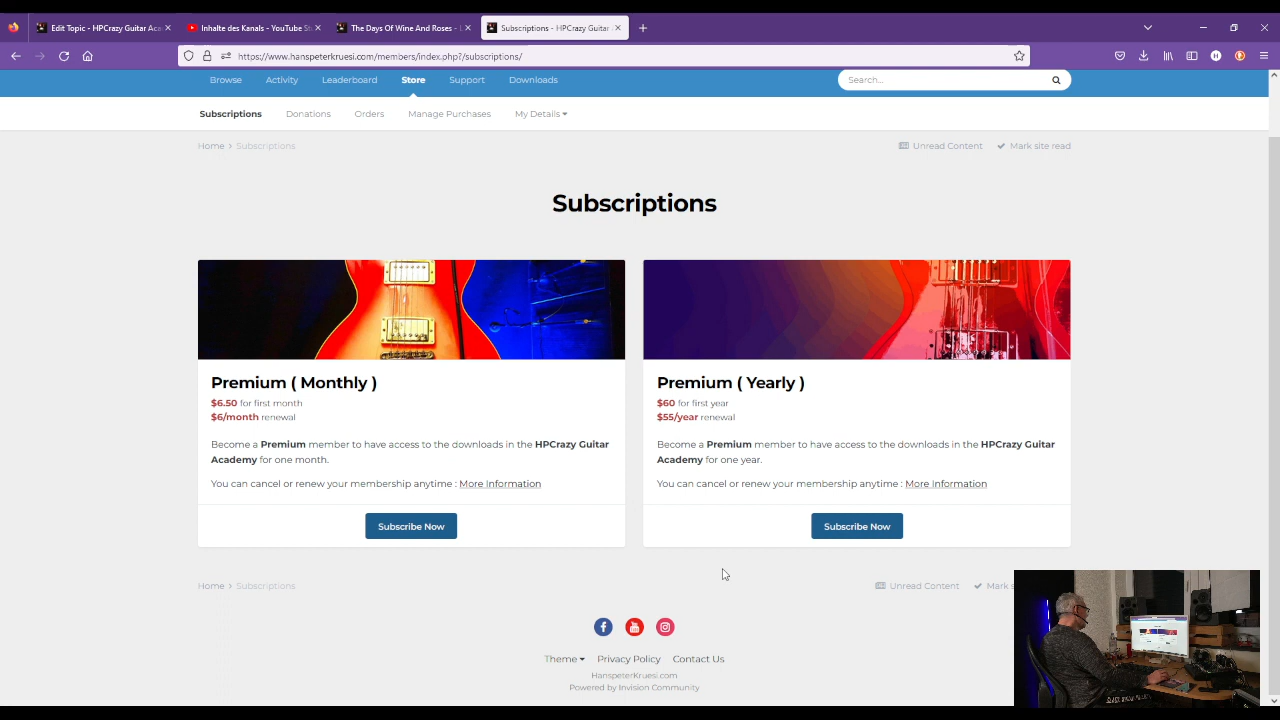 Edit Topic - HPCrazy Guitar Aca
Inhalte des Kanals - YouTube St
The Days Of Wine And Roses - 
Subscriptions - HPCrazy Guitar
https://www.hanspeterkruesi.com/members/index.php?/subscriptions/
Browse Activity Leaderboard Store Support Downloads
Search...
Subscriptions Donations Orders Manage Purchases My Details
Home Subscriptions
Unread Content Mark site read
Subscriptions
Premium ( Monthly )
$6.50 for first month
$6/month renewal
Become a Premium member to have access to the downloads in the HPCrazy Guitar
Academy for one month.
You can cancel or renew your membership anytime : More Information
Subscribe Now
Premium ( Yearly )
$60 for first year
$55/year renewal
Become a Premium member to have access to the downloads in the HPCrazy Guitar
Academy for one year.
You can cancel or renew your membership anytime : More Information
Subscribe Now
Home Subscriptions
Unread Content Mark
Theme Privacy Policy Contact Us
HanspeterKruesi.com
Powered by Invision Community